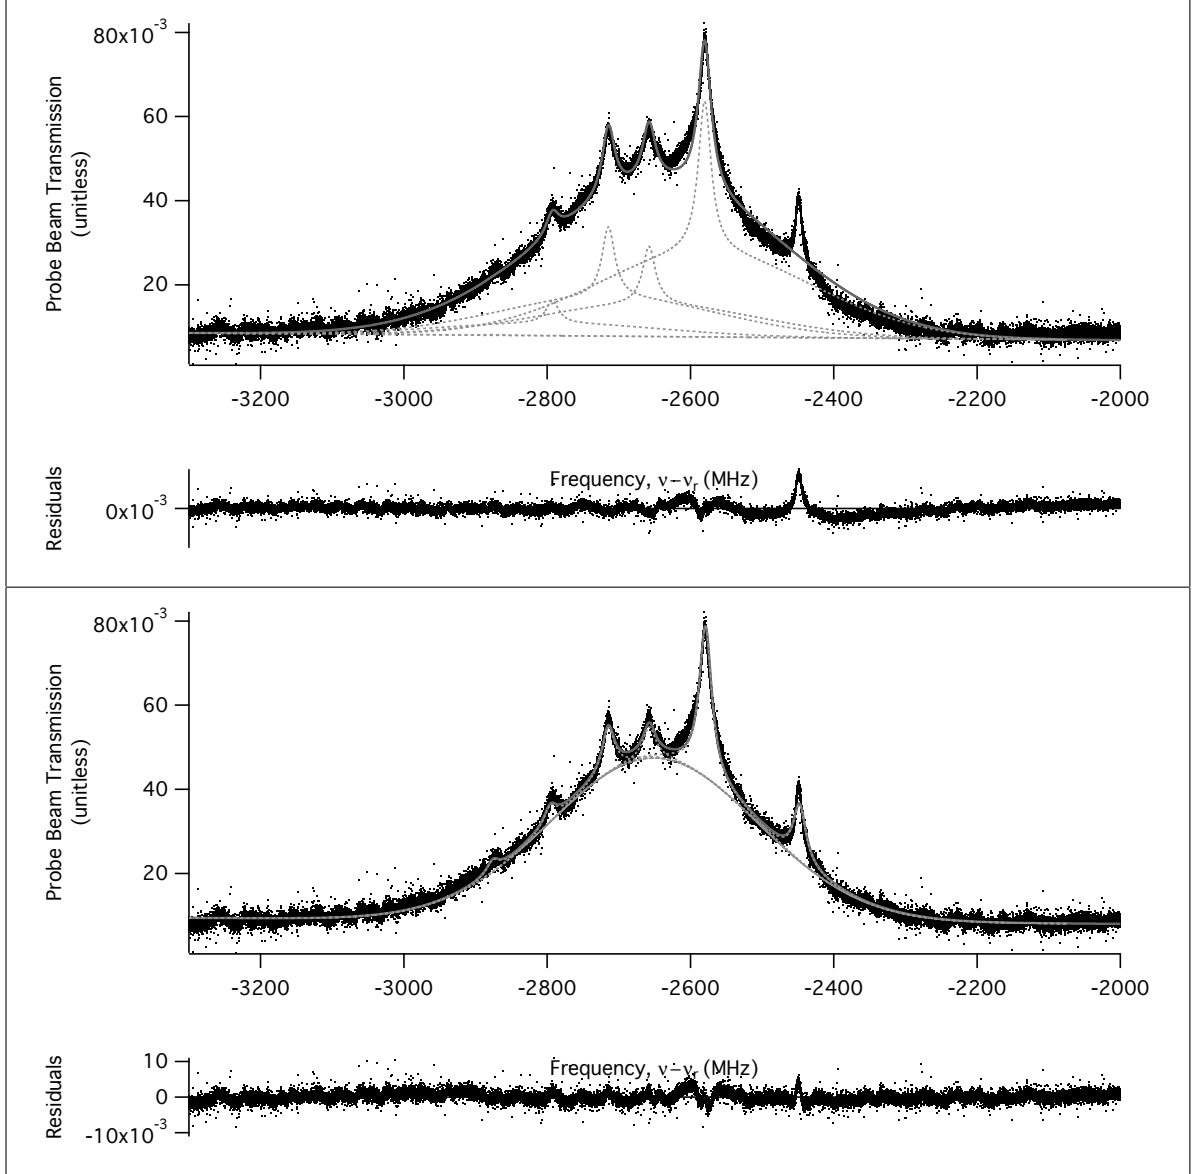 80x10-3
60
40
20
Probe Beam Transmission
(unitless)
-3200 -3000 -2800 -2600 -2400 -2200 -2000
Frequency, ν−νr (MHz)
0x10-3
Residuals
80x10-3
60
40
20
Probe Beam Transmission
(unitless)
-3200 -3000 -2800 -2600 -2400 -2200 -2000
Frequency, ν−νr (MHz)
10
0
-10x10-3
Residuals